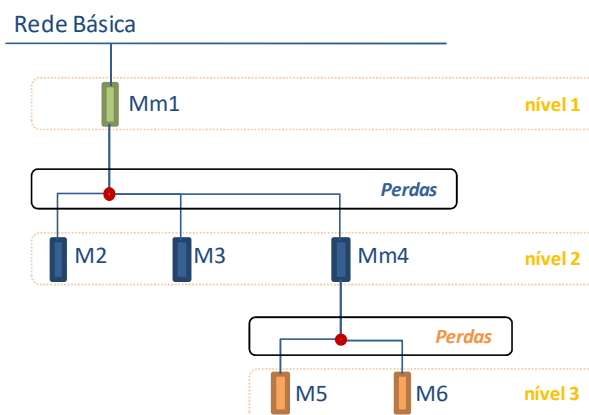 Rede Básica
Mm1
nível 1
Perdas
M2
M3
Mm4
nível 2
Perdas
M5
M6
nível 3